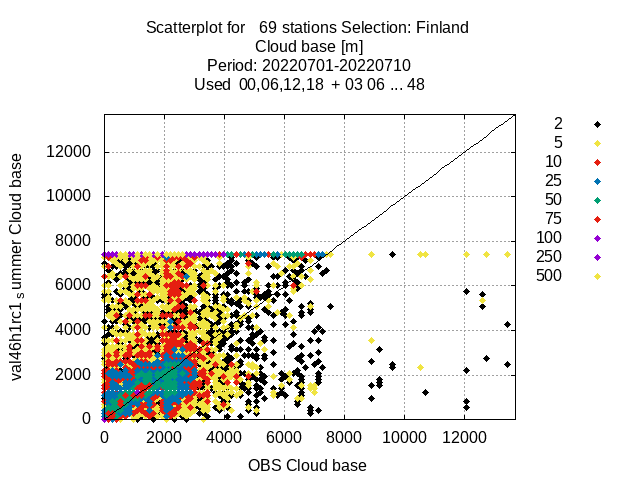 Scatterplot for 69 stations Selection: Finland
Cloud base [m]
Period: 20220701-20220710
Used 00,06,12,18 + 03 06 ... 48
val46h1rc1 summer Cloud base
12000
10000
8000
6000
4000
2000
0
0 2000 4000 6000 8000 10000 12000
OBS Cloud base
2
5
10
25
50
75
100
250
500